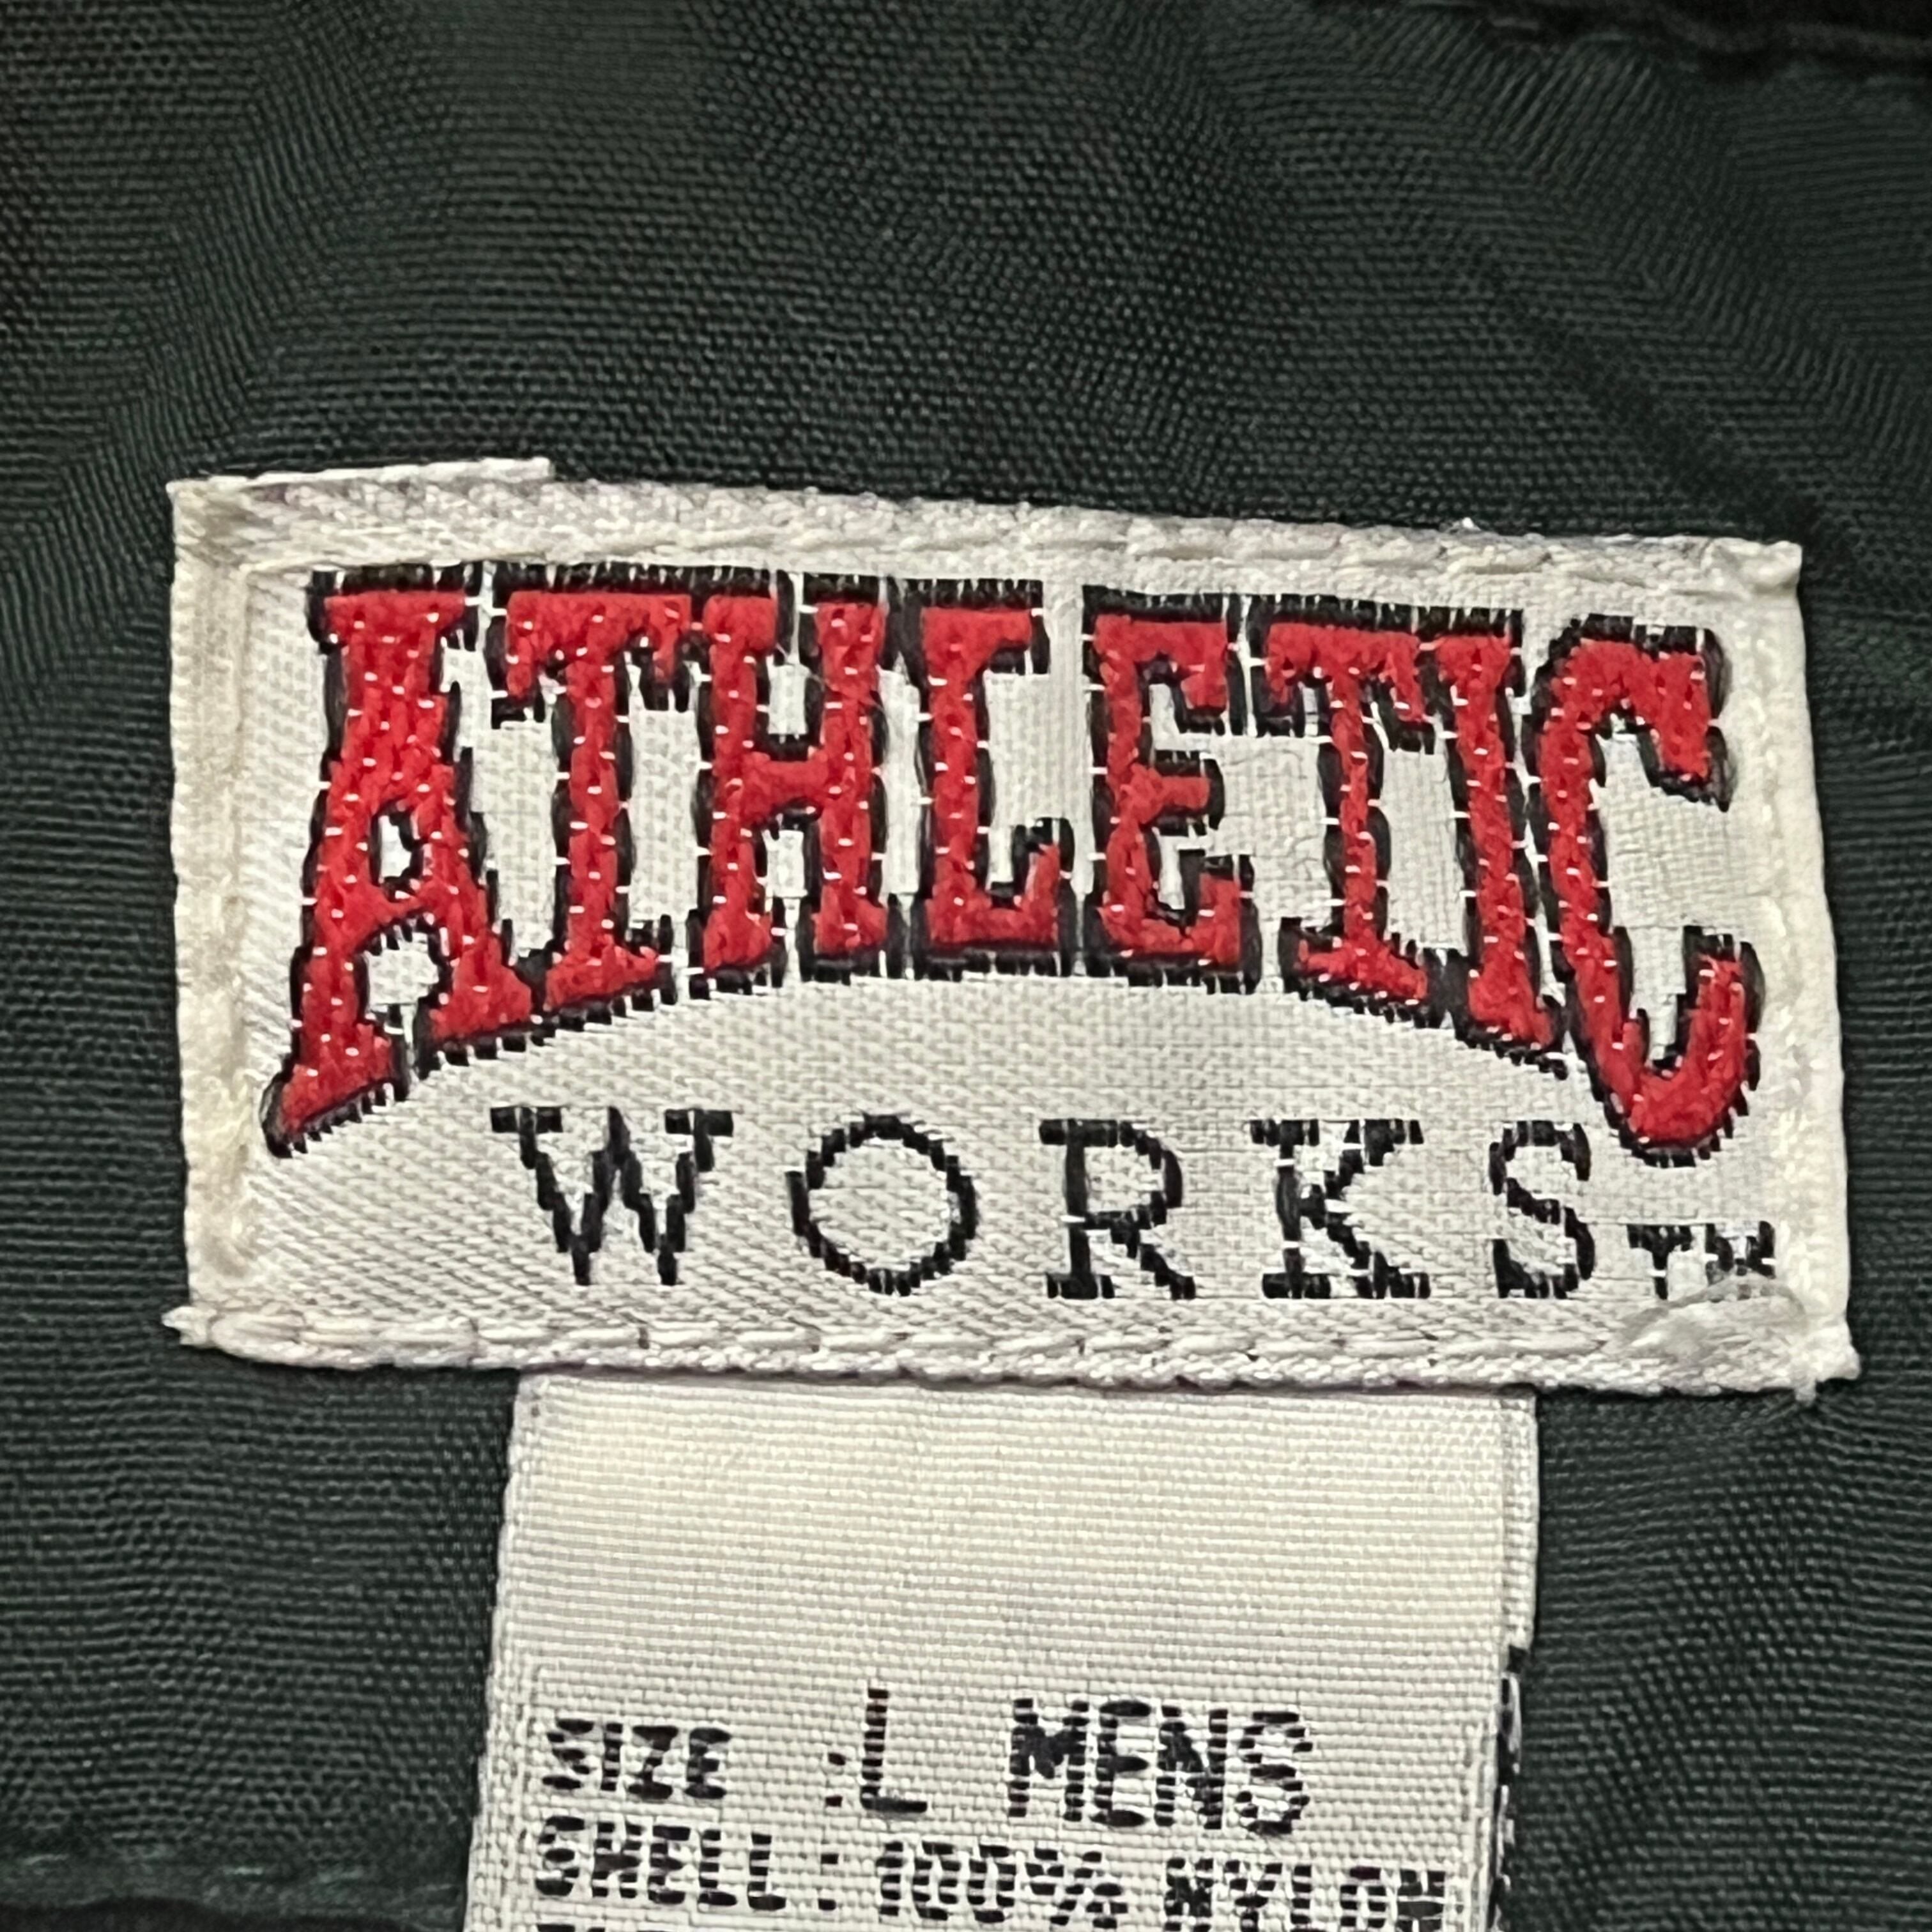 ATHLETIC
WORKS™
SIZE :L MENS
SHELL: 100% NYLON